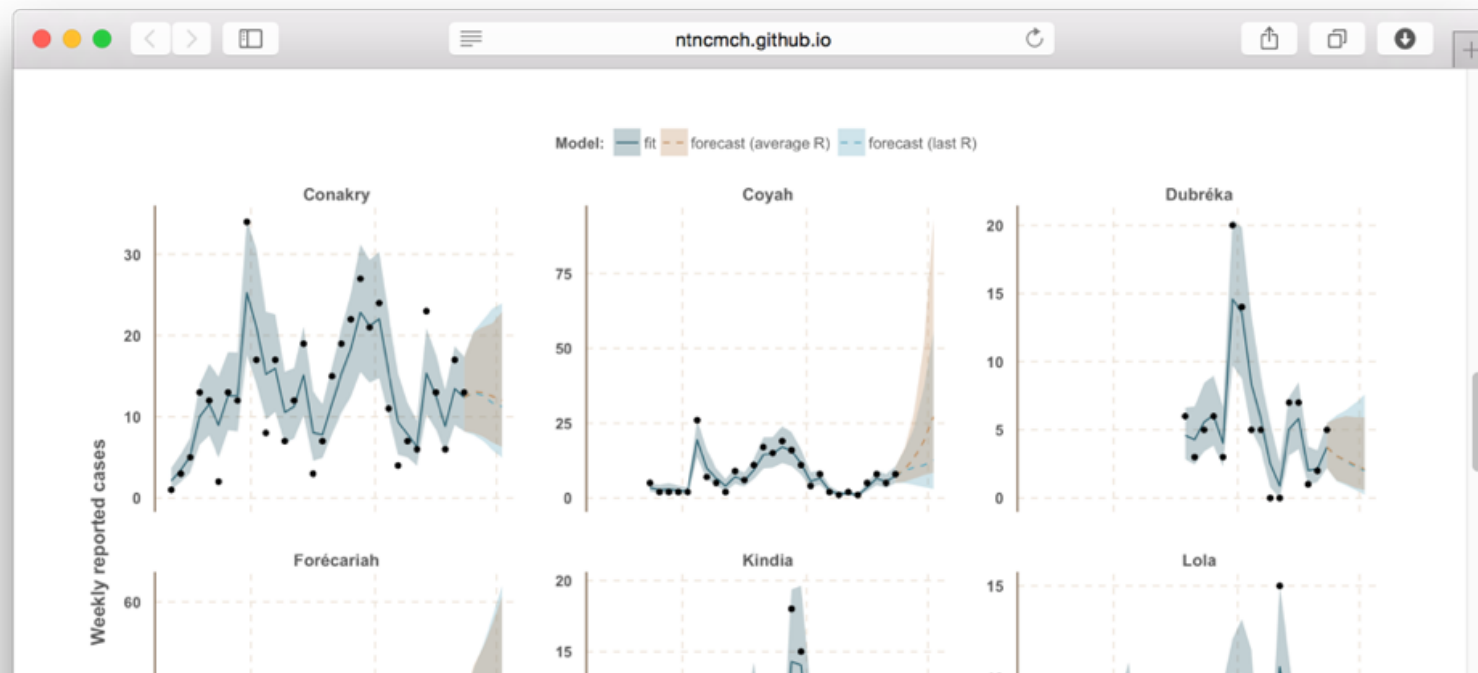 ntncmch.github.io
Model: fit forecast (average R) forecast (last R)
Conakry
Coyah
Dubréka
30
20
10
0
75
50
25
0
20
15
10
5
0
Weekly reported cases
Forécariah
Kindia
Lola
60
20
15
15